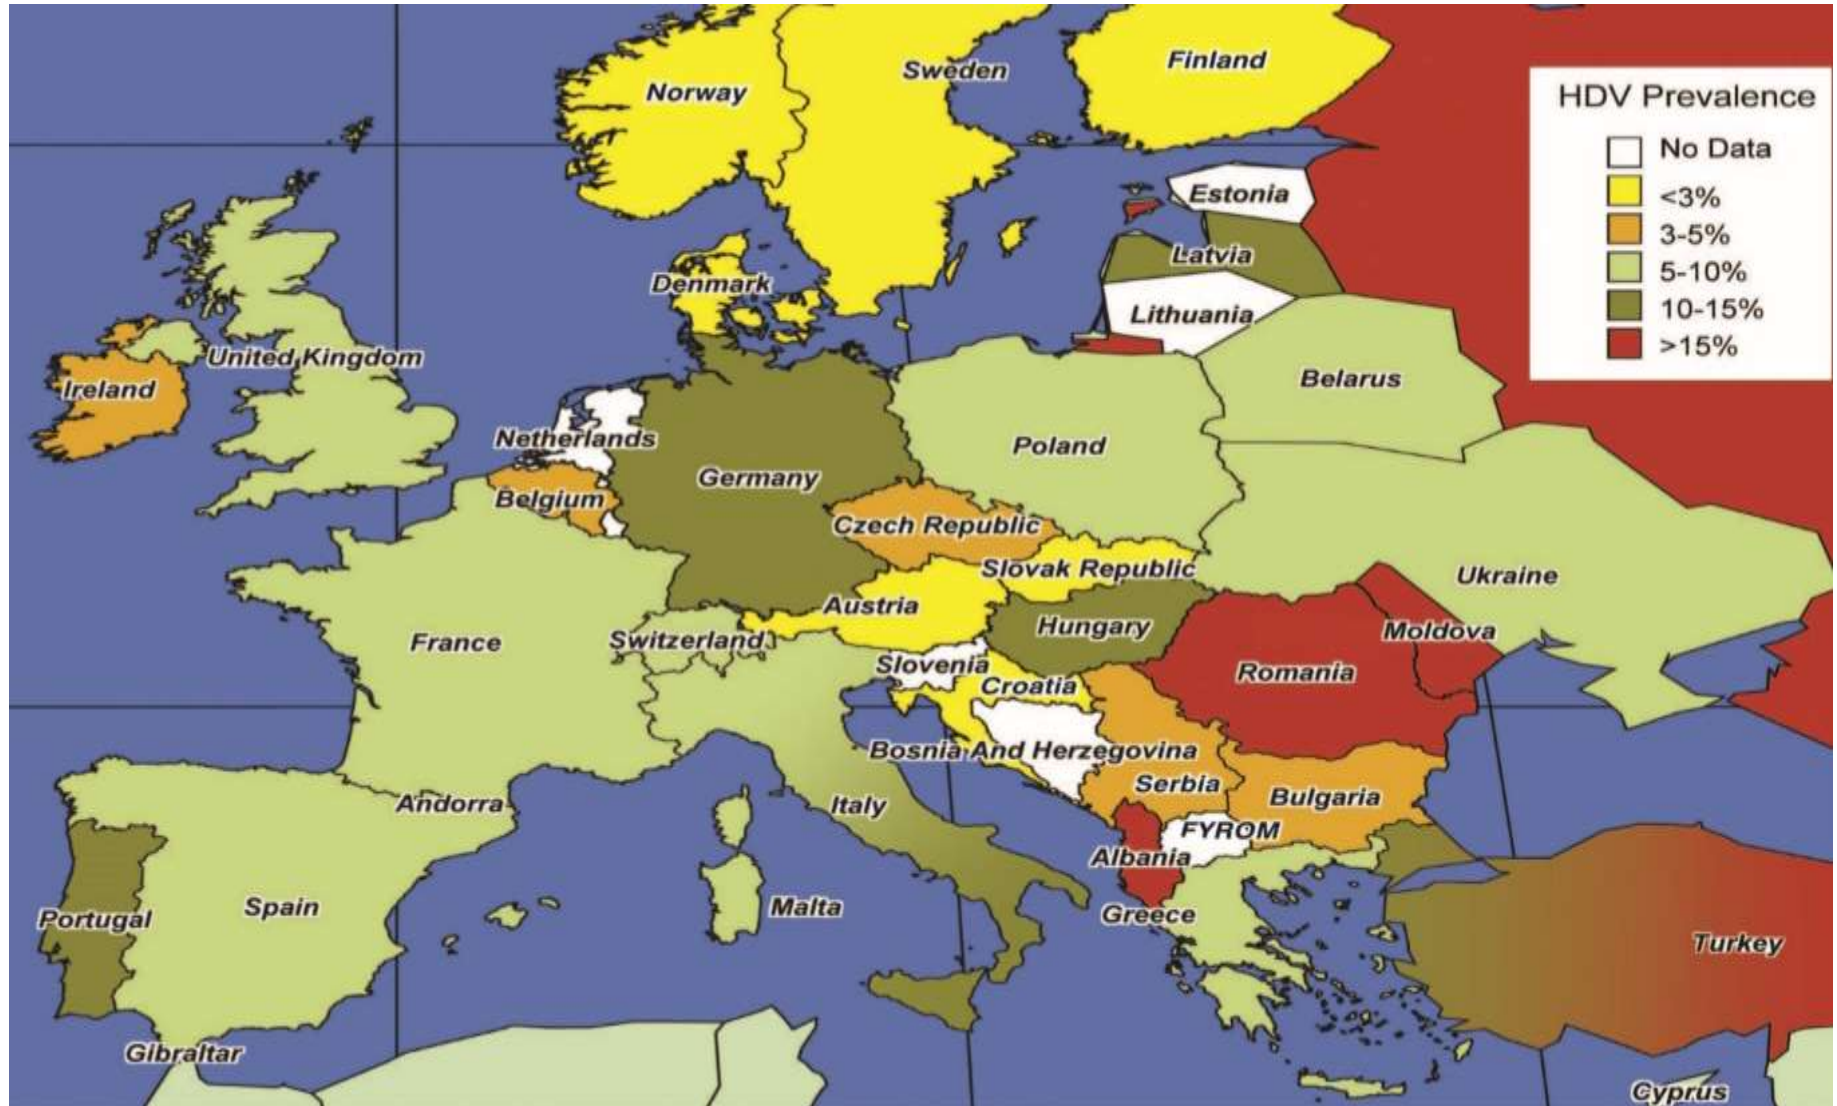 Norway
Sweden
Finland
HDV Prevalence
No Data
<3%
3-5%
5-10%
10-15%
>15%
Estonia
Latvia
Denmark
Lithuania
United Kingdom
Ireland
Belarus
Netherlands
Poland
Germany
Belgium
Czech Republic
Slovak Republic
Ukraine
Austria
Hungary
Moldova
France
Switzerland
Slovenia
Romania
Croatia
Bosnia And Herzegovina
Serbia
Bulgaria
Andorra
Italy
FYROM
Albania
Portugal
Spain
Malta
Greece
Turkey
Gibraltar
Cyprus